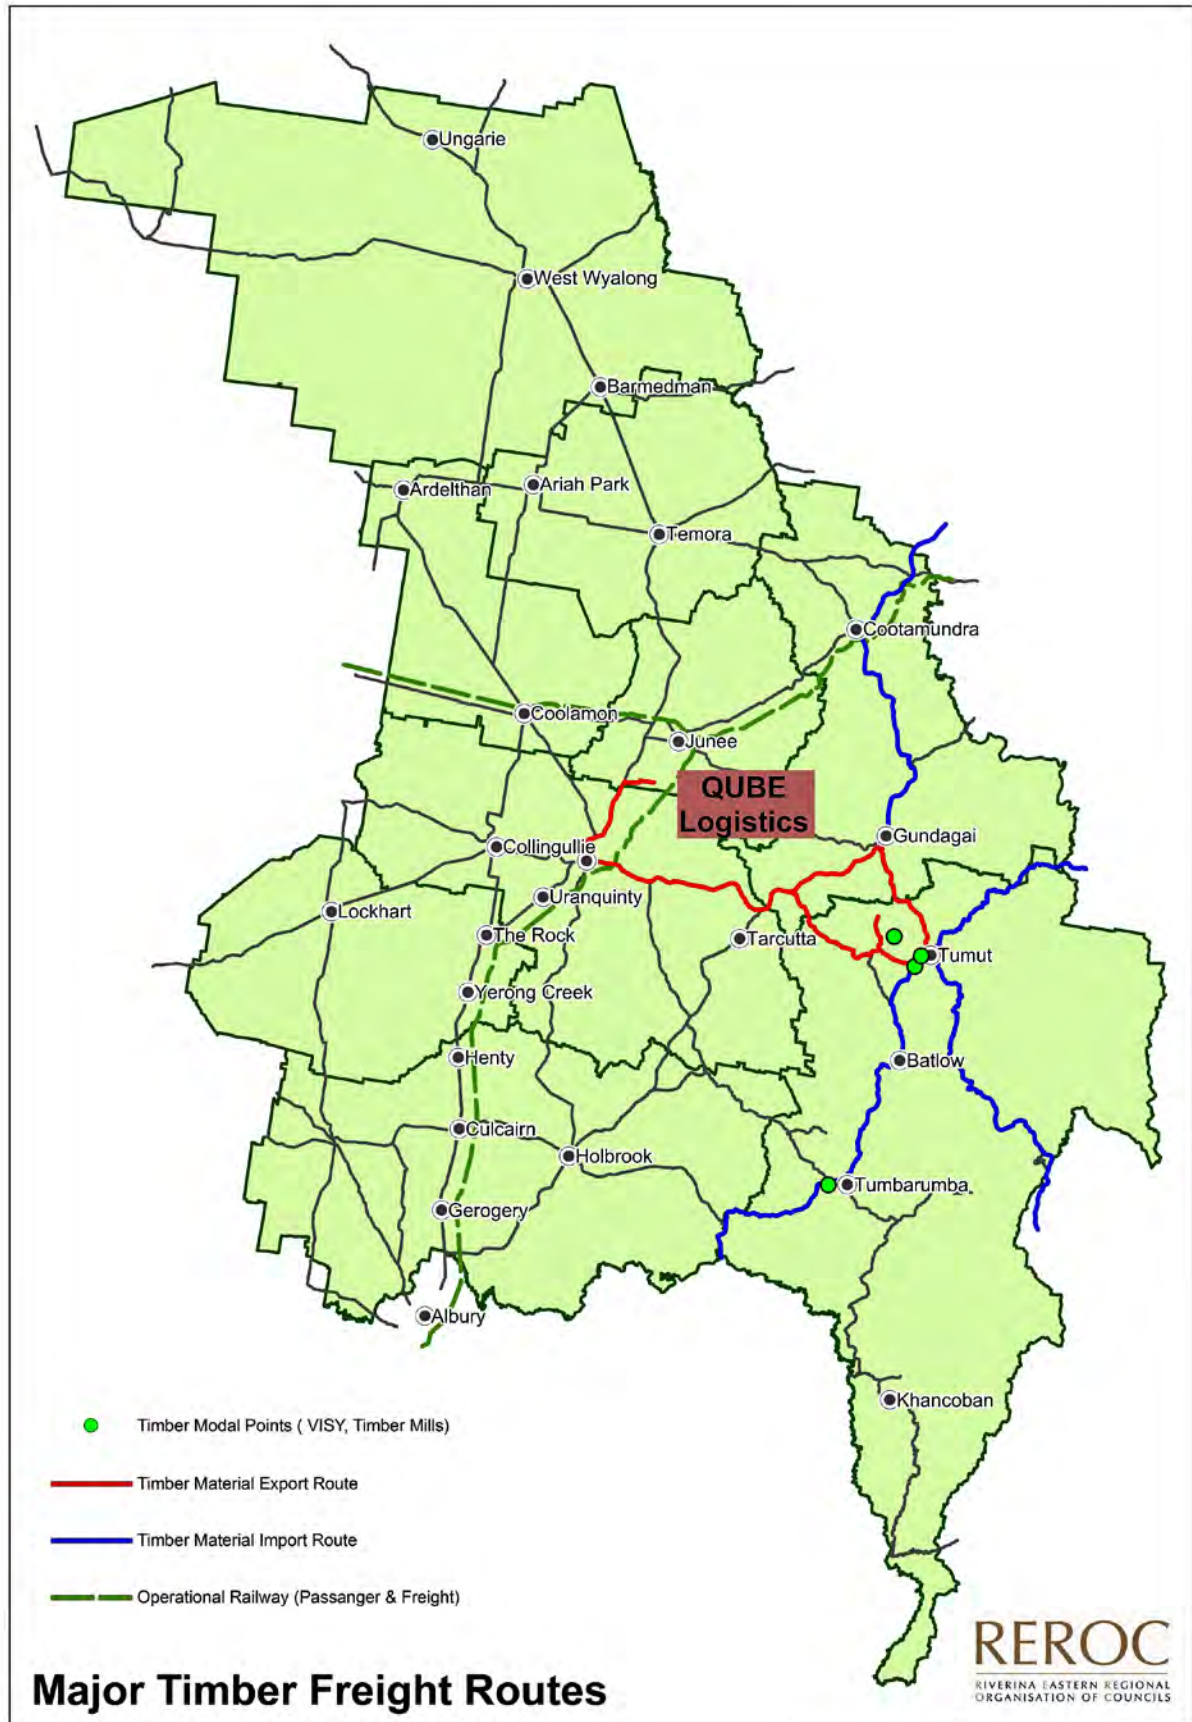 Ungarie
West Wyalong
Barmedman
Ardelthan
Ariah Park
Temora
Cootamundra
Coolamon
Junee
QUBE
Logistics
Gundagai
Collingullie
Uranquinty
Lockhart
The Rock
Tarcutta
Tumut
Yerong Creek
Henty
Batlow
Culcairn
Holbrook
Tumbarumba
Gerogery
Albury
Khancoban
Timber Modal Points ( VISY, Timber Mills)
Timber Material Export Route
Timber Material Import Route
Operational Railway (Passanger & Freight)
Major Timber Freight Routes
REROC
RIVERINA EASTERN REGIONAL
ORGANISATION OF COUNCILS